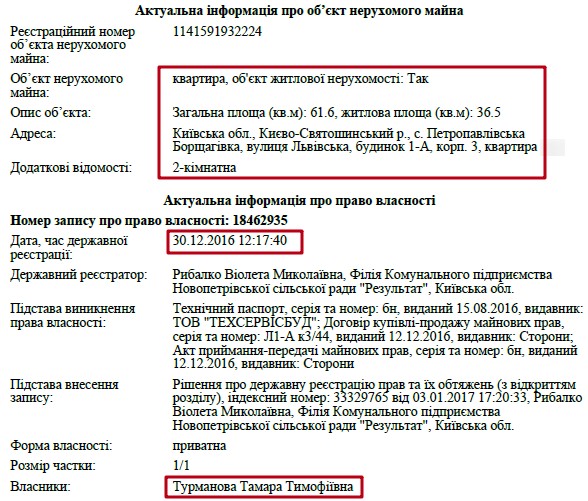 Актуальна інформація про об’єкт нерухомого майна
Реєстраційний номер об’єкта нерухомого майна: 1141591932224
Об’єкт нерухомого майна: квартира, об'єкт житлової нерухомості: Так
Опис об’єкта: Загальна площа (кв.м): 61.6, житлова площа (кв.м): 36.5
Адреса: Київська обл., Києво-Святошинський р., с. Петропавлівська
Борщагівка, вулиця Львівська, будинок 1-А, корп. 3, квартира
Додаткові відомості: 2-кімнатна
Актуальна інформація про право власності
Номер запису про право власності: 18462935
Дата, час державної реєстрації: 30.12.2016 12:17:40
Державний реєстратор: Рибалко Віолета Миколаївна, Філія Комунального підприємства
Новопетрівської сільської ради "Результат", Київська обл.
Підстава виникнення права власності: Технічний паспорт, серія та номер: бн, виданий 15.08.2016, видавник:
ТОВ "ТЕХСЕРВІСБУД"; Договір купівлі-продажу майнових прав,
серія та номер: Л1-А к3/44, виданий 12.12.2016, видавник: Сторони;
Акт приймання-передачі майнових прав, серія та номер: бн, виданий
12.12.2016, видавник: Сторони
Підстава внесення запису: Рішення про державну реєстрацію прав та їх обтяжень (з відкриттям
розділу), індексний номер: 33329765 від 03.01.2017 17:20:33, Рибалко
Віолета Миколаївна, Філія Комунального підприємства
Новопетрівської сільської ради "Результат", Київська обл.
Форма власності: приватна
Розмір частки: 1/1
Власники: Турманова Тамара Тимофіївна